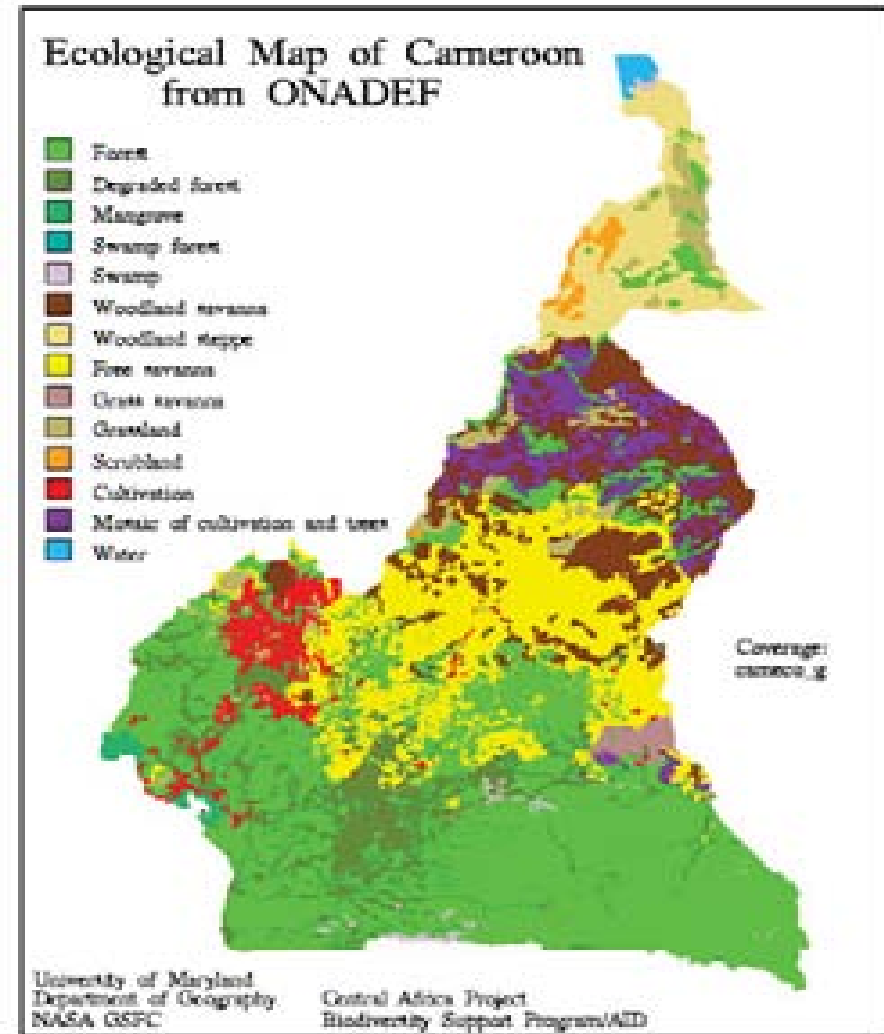 Ecological Map of Cameroon
from ONADEF
Forest
Degraded forest
Mangrove
Swamp forest
Swamp
Woodland savanna
Woodland steppe
Tree savanna
Grass savanna
Grassland
Scrubland
Cultivation
Mosaic of cultivation and trees
Water
Coverage:
University of Maryland
Department of Geography
NASA GSFC
Central Africa Project
Biodiversity Support Program/AID